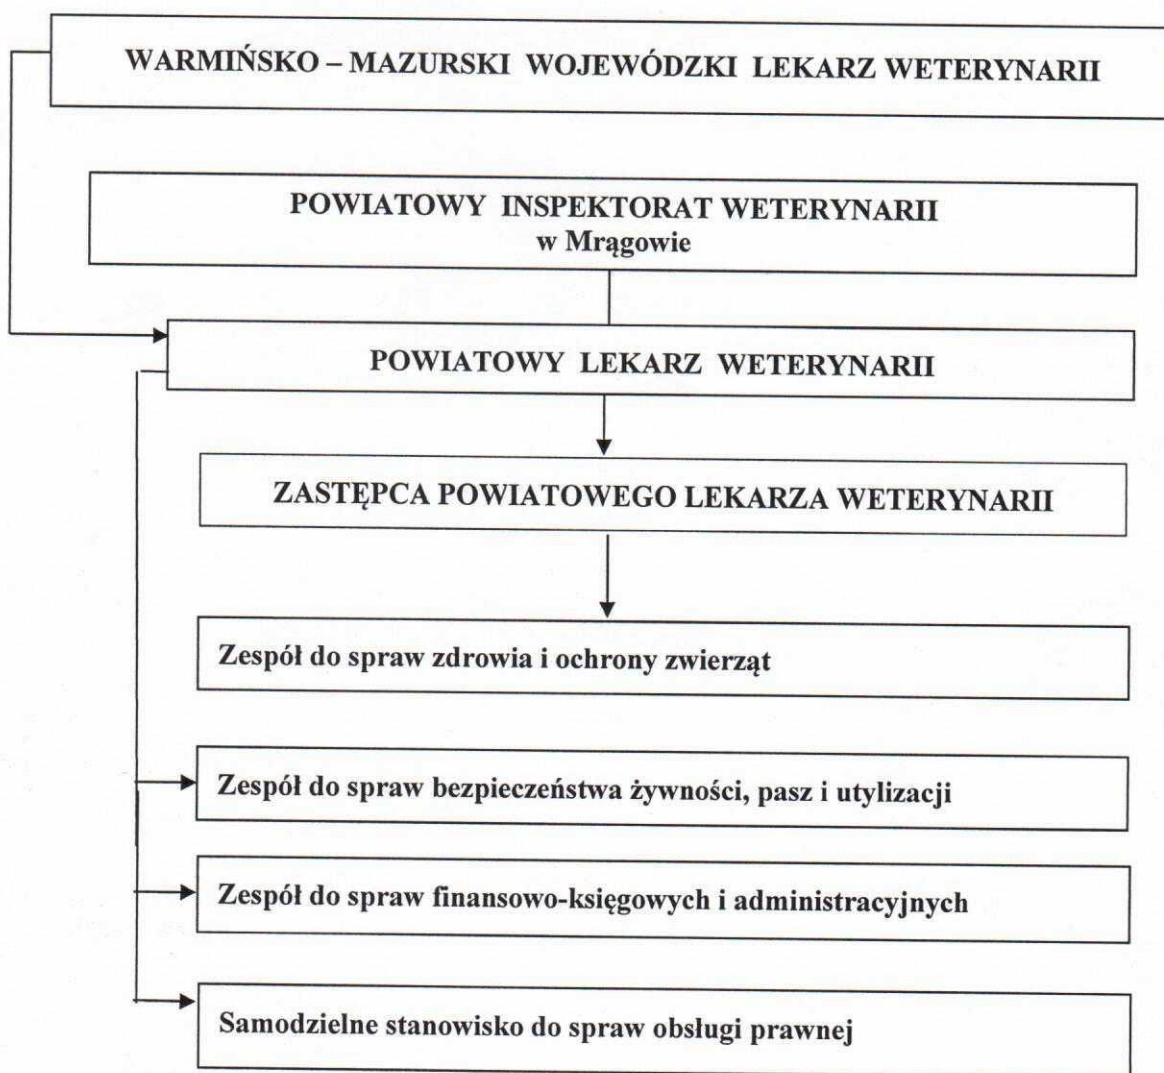 WARMIŃSKO – MAZURSKI WOJEWÓDZKI LEKARZ WETERYNARII
POWIATOWY INSPEKTORAT WETERYNARII
w Mrągowie
POWIATOWY LEKARZ WETERYNARII
ZASTĘPCA POWIATOWEGO LEKARZA WETERYNARII
Zespół do spraw zdrowia i ochrony zwierząt
Zespół do spraw bezpieczeństwa żywności, pasz i utylizacji
Zespół do spraw finansowo-księgowych i administracyjnych
Samodzielne stanowisko do spraw obsługi prawnej